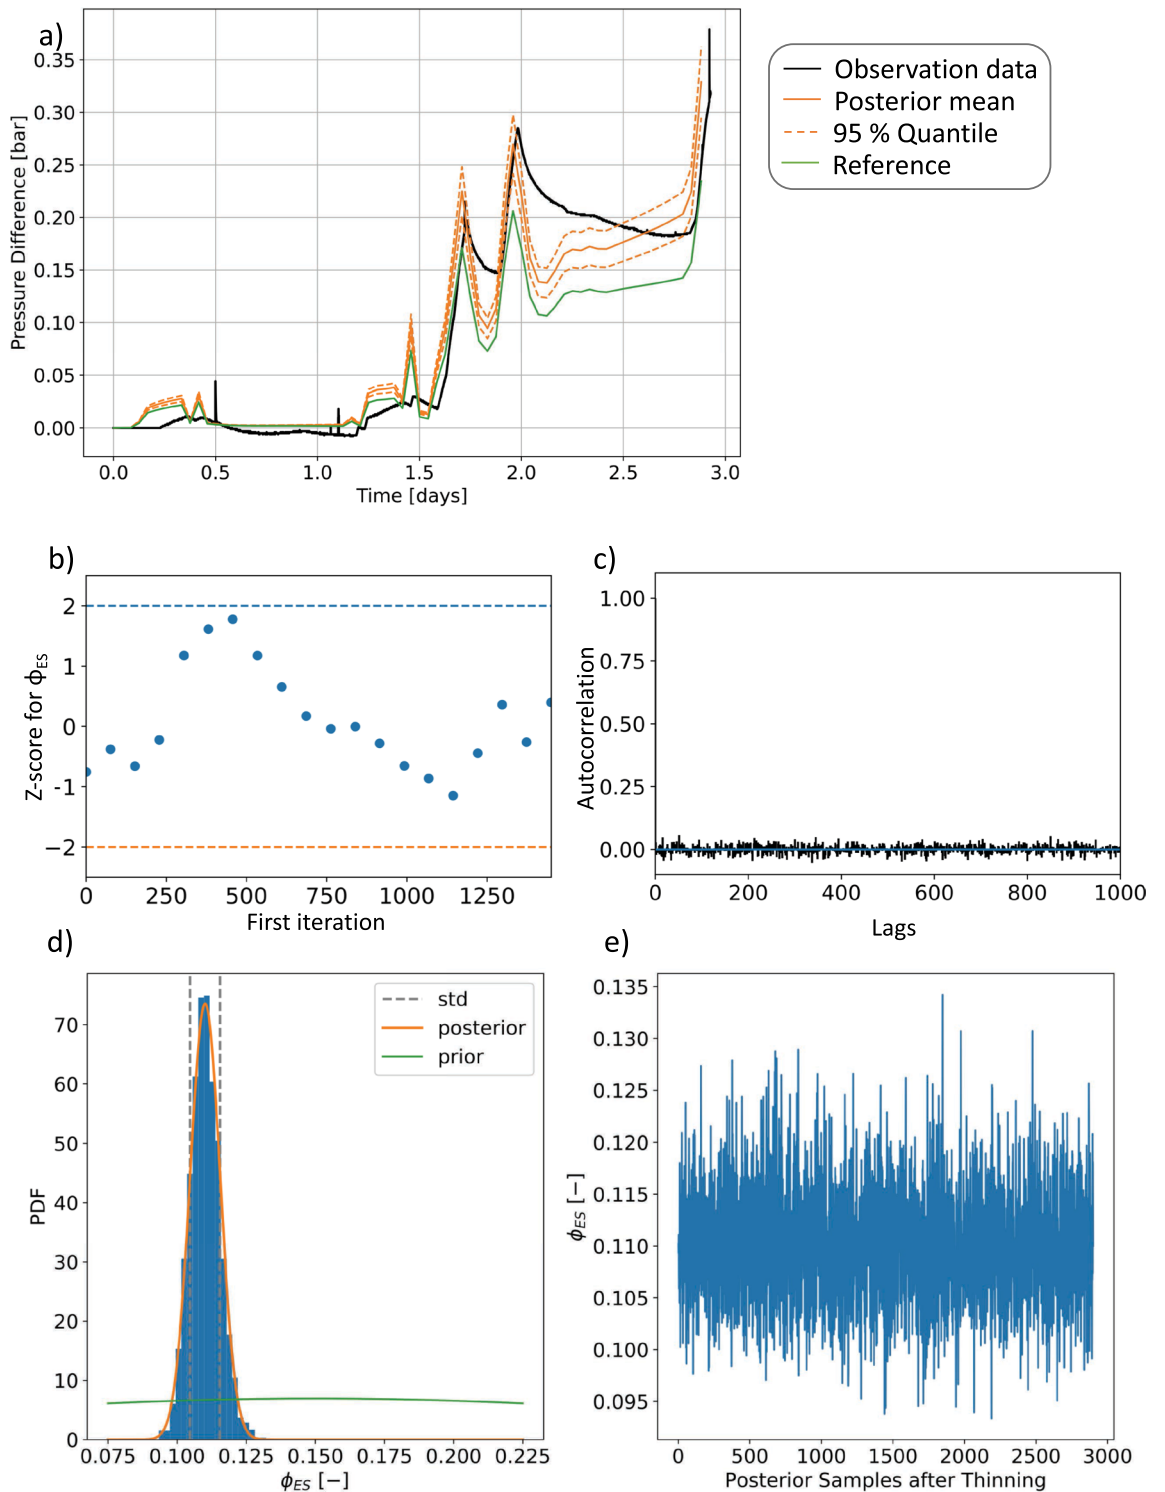 a)
0.35
0.30
0.25
0.20
0.15
0.10
0.05
0.00
Pressure Difference [bar]
0.0 0.5 1.0 1.5 2.0 2.5 3.0
Time [days]
Observation data
Posterior mean
95 % Quantile
Reference
b)
2
1
0
-1
−2
Z-score for ϕES
0 250 500 750 1000 1250
First iteration
c)
1.00
0.75
0.50
0.25
0.00
Autocorrelation
0 200 400 600 800 1000
Lags
d)
70
60
50
40
30
20
10
0
PDF
std
posterior
prior
0.075 0.100 0.125 0.150 0.175 0.200 0.225
ϕES [−]
e)
0.135
0.130
0.125
0.120
0.115
0.110
0.105
0.100
0.095
ϕES [−]
0 500 1000 1500 2000 2500 3000
Posterior Samples after Thinning